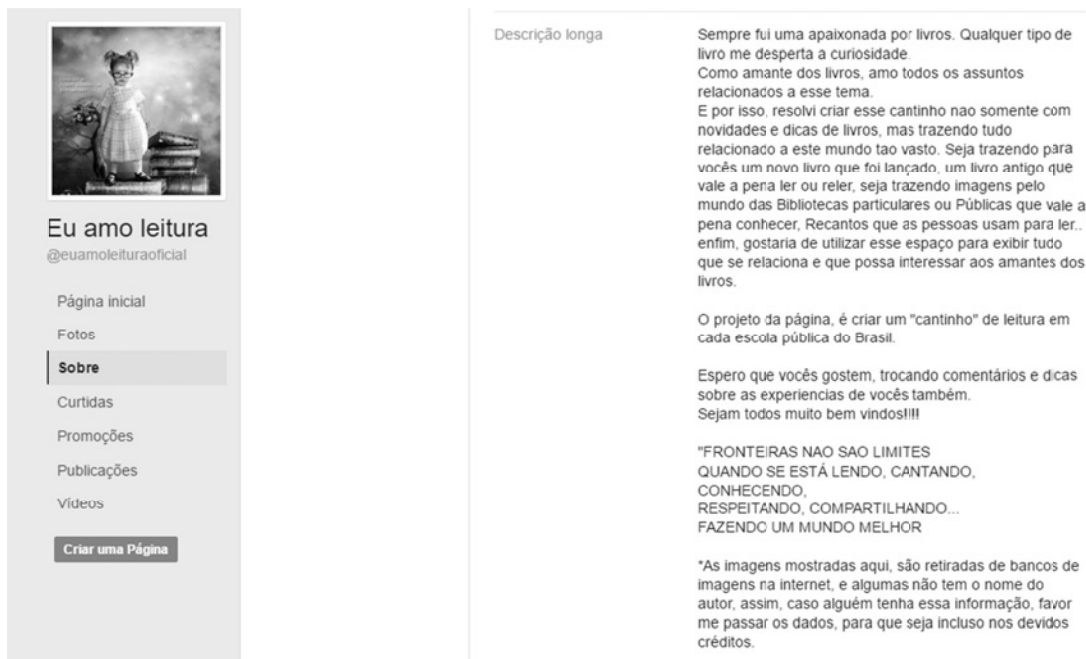 Eu amo leitura
@euamoleituraoficial
Página inicial
Fotos
Sobre
Curtidas
Promoções
Publicações
Vídeos
Criar uma Página
Descrição longa
Sempre fui uma apaixonada por livros. Qualquer tipo de
livro me desperta a curiosidade.
Como amante dos livros, amo todos os assuntos
relacionados a esse tema.
E por isso, resolvi criar esse cantinho nao somente com
novidades e dicas de livros, mas trazendo tudo
relacionado a este mundo tao vasto. Seja trazendo para
vocês um novo livro que foi lançado, um livro antigo que
vale a pena ler ou reler, seja trazendo imagens pelo
mundo das Bibliotecas particulares ou Públicas que vale a
pena conhecer, Recantos que as pessoas usam para ler..
enfim, gostaria de utilizar esse espaço para exibir tudo
que se relaciona e que possa interessar aos amantes dos
livros.
O projeto da página, é criar um "cantinho" de leitura em
cada escola pública do Brasil.
Espero que vocês gostem, trocando comentários e dicas
sobre as experiencias de vocês também.
Sejam todos muito bem vindos!!!!
"FRONTEIRAS NAO SAO LIMITES
QUANDO SE ESTÁ LENDO, CANTANDO,
CONHECENDO,
RESPEITANDO, COMPARTILHANDO...
FAZENDO UM MUNDO MELHOR
*As imagens mostradas aqui, são retiradas de bancos de
imagens na internet, e algumas não tem o nome do
autor, assim, caso alguém tenha essa informação, favor
me passar os dados, para que seja incluso nos devidos
créditos.